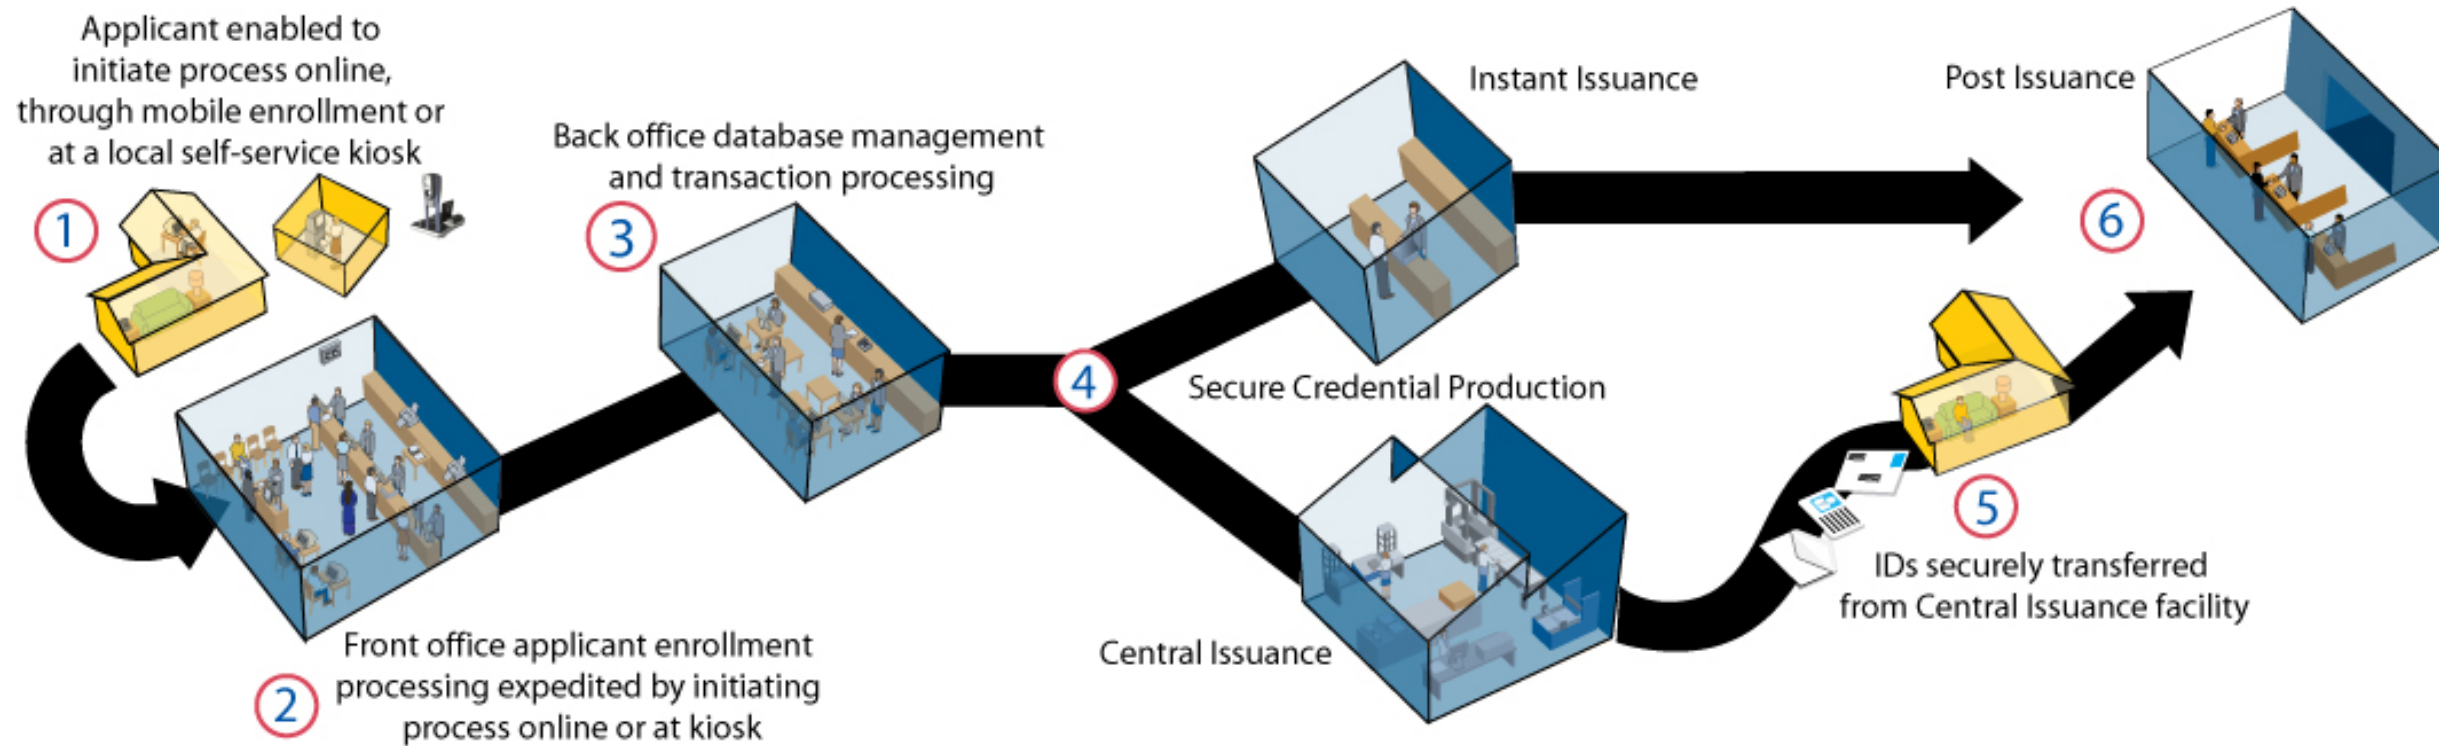 Applicant enabled to
initiate process online,
through mobile enrollment or
at a local self-service kiosk
1
Front office applicant enrollment
processing expedited by initiating
process online or at kiosk
2
Back office database management
and transaction processing
3
4
Instant Issuance
Secure Credential Production
Central Issuance
5
IDs securely transferred
from Central Issuance facility
Post Issuance
6